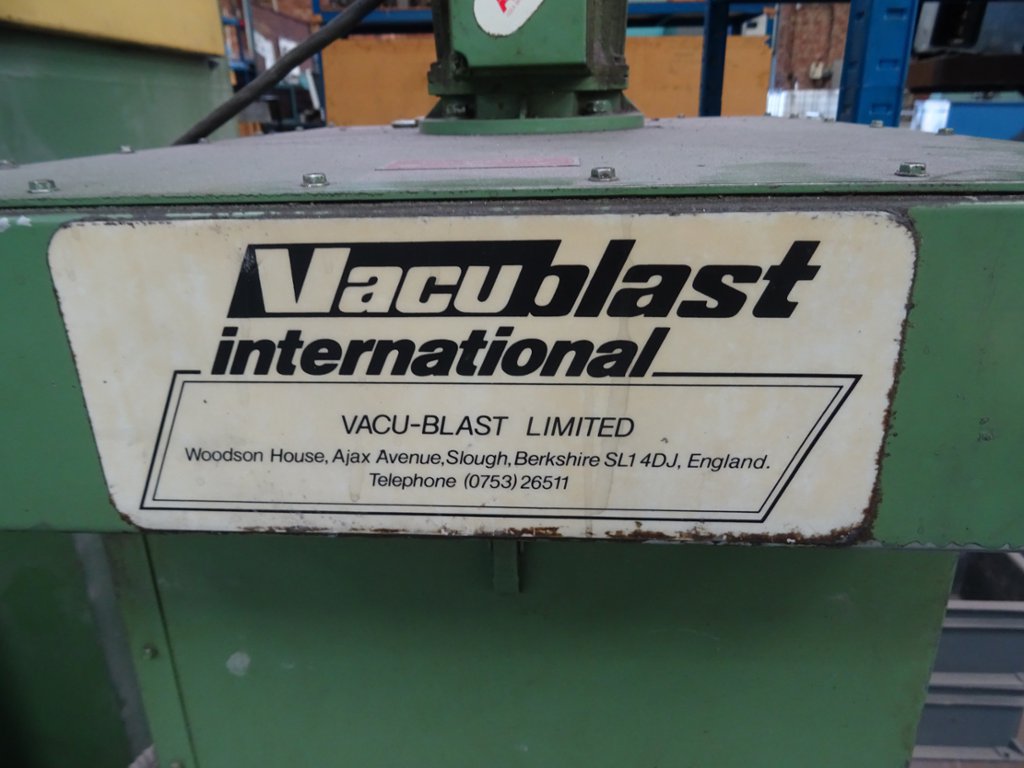 Vacublast
international
VACU-BLAST LIMITED
Woodson House, Ajax Avenue, Slough, Berkshire SL1 4DJ, England.
Telephone (0753) 26511